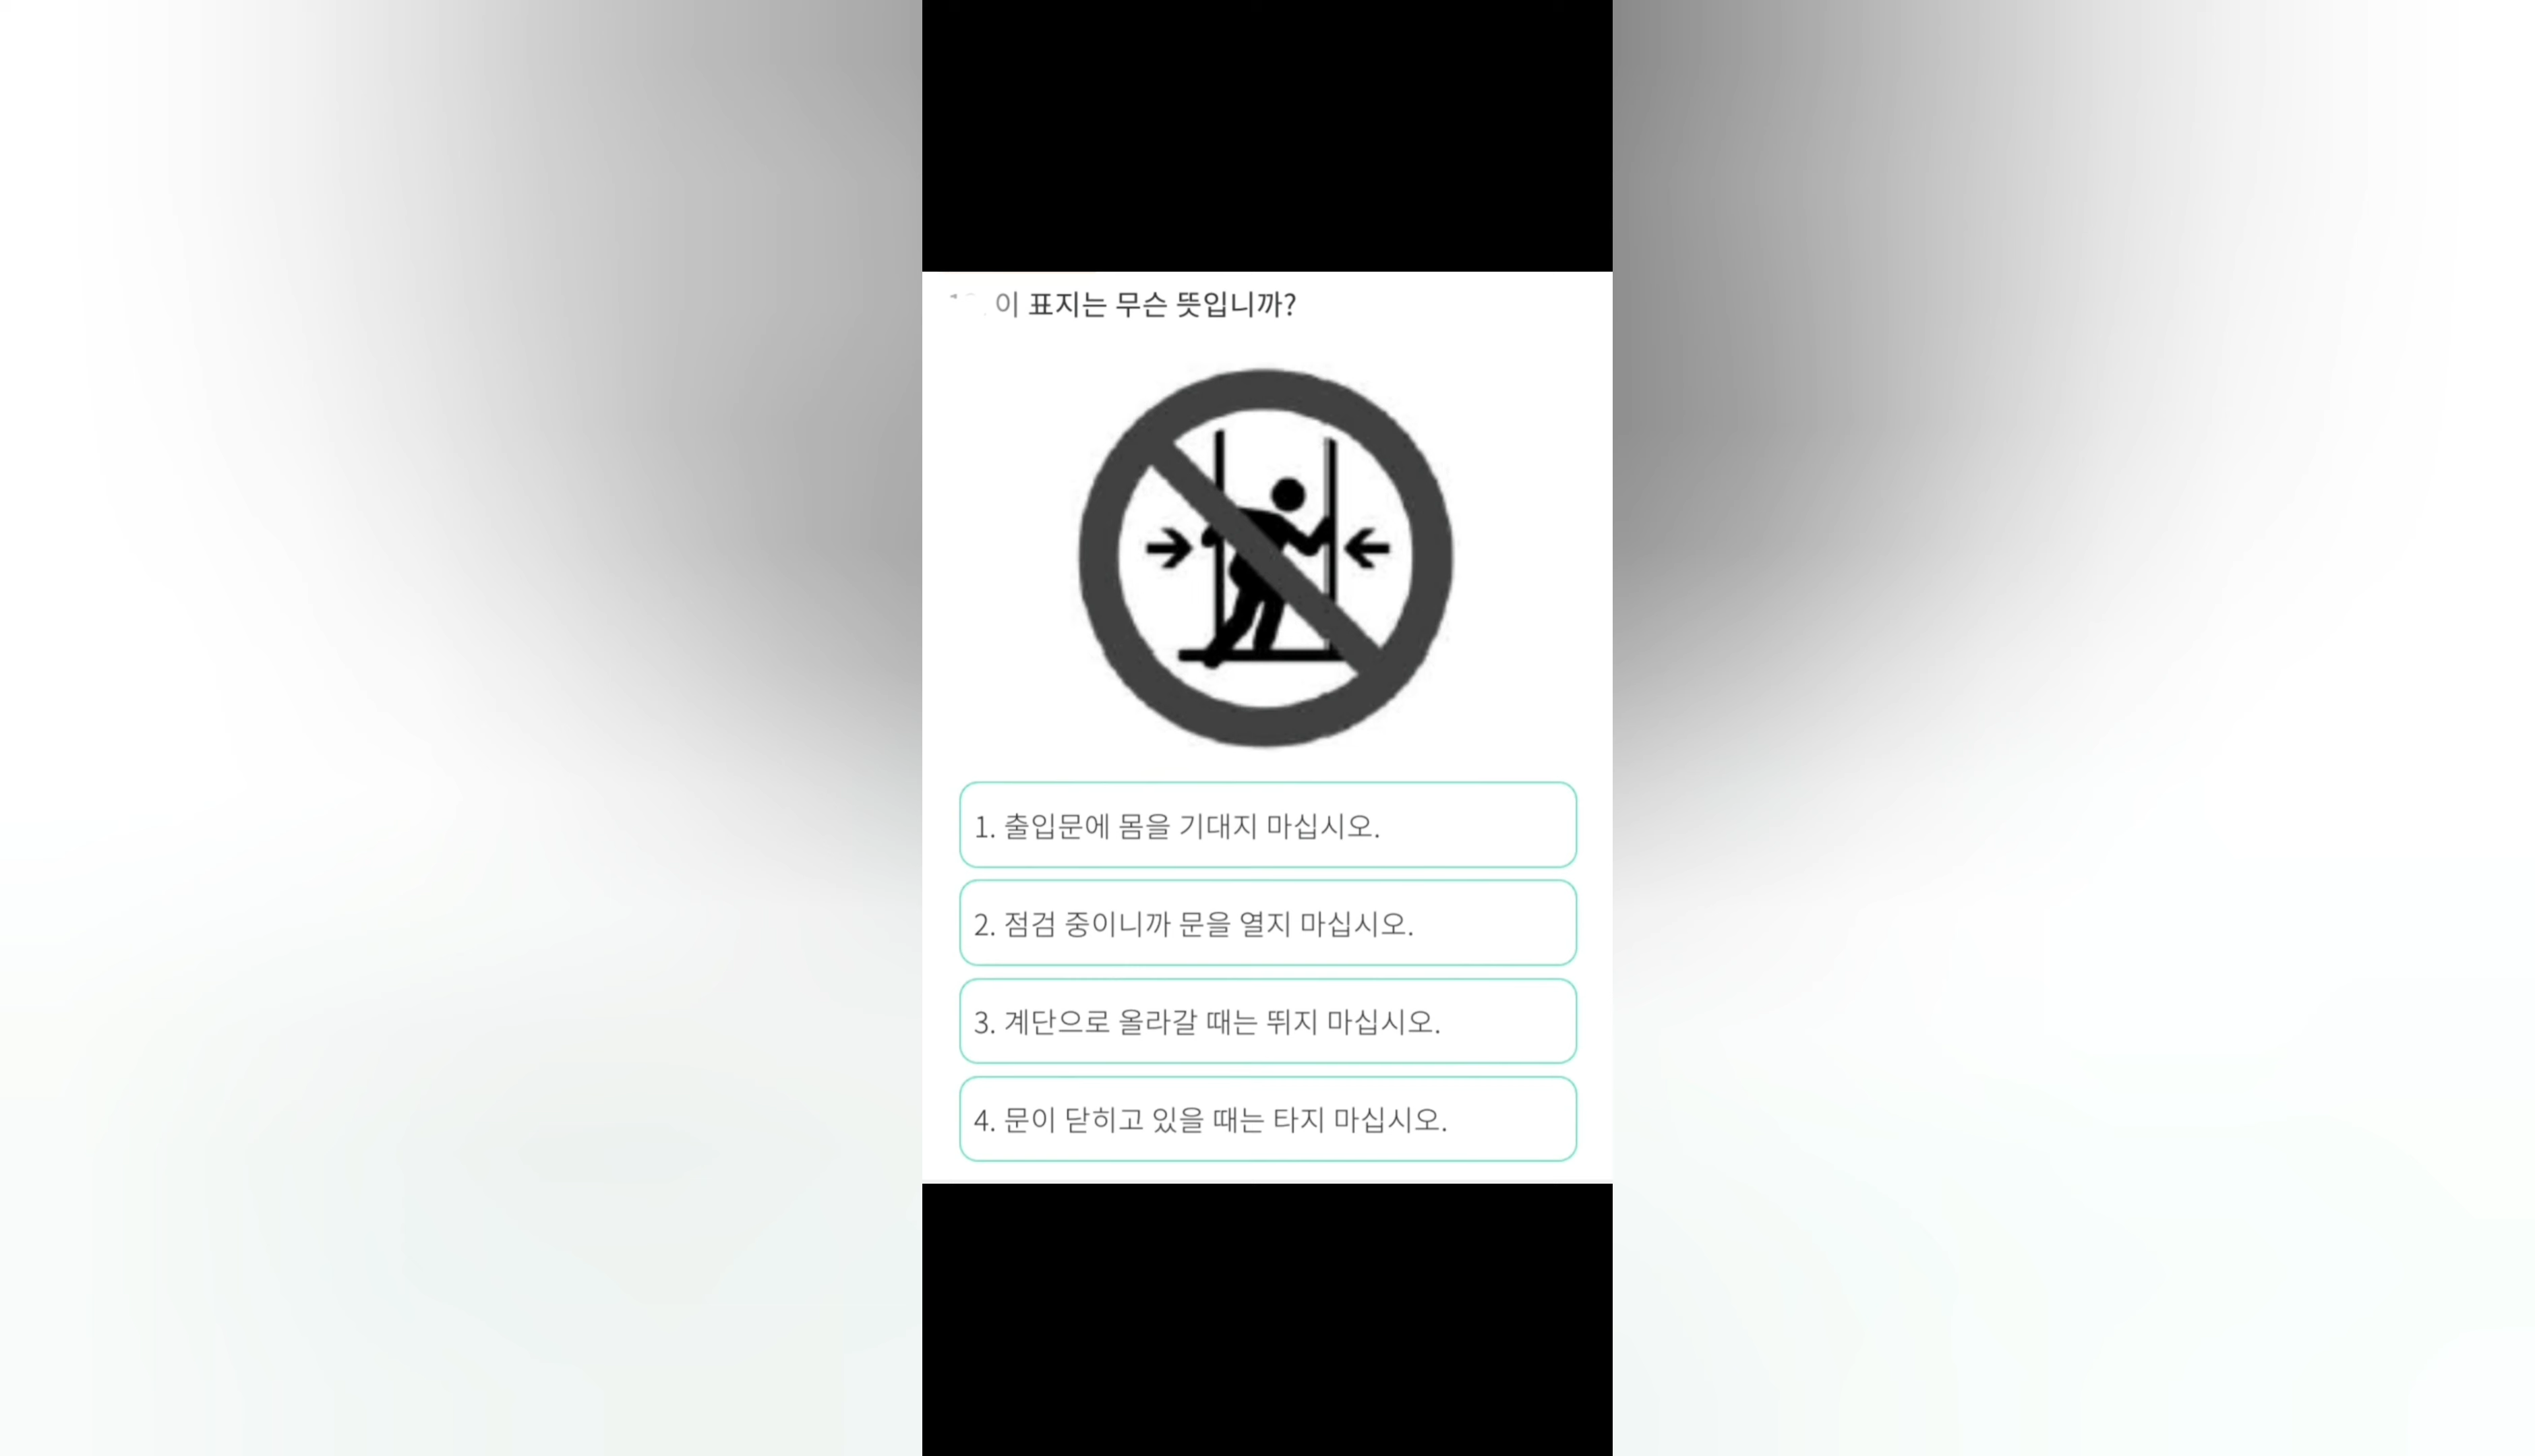 이 표지는 무슨 뜻입니까?
1. 출입문에 몸을 기대지 마십시오.
2. 점검 중이니까 문을 열지 마십시오.
3. 계단으로 올라갈 때는 뛰지 마십시오.
4. 문이 닫히고 있을 때는 타지 마십시오.